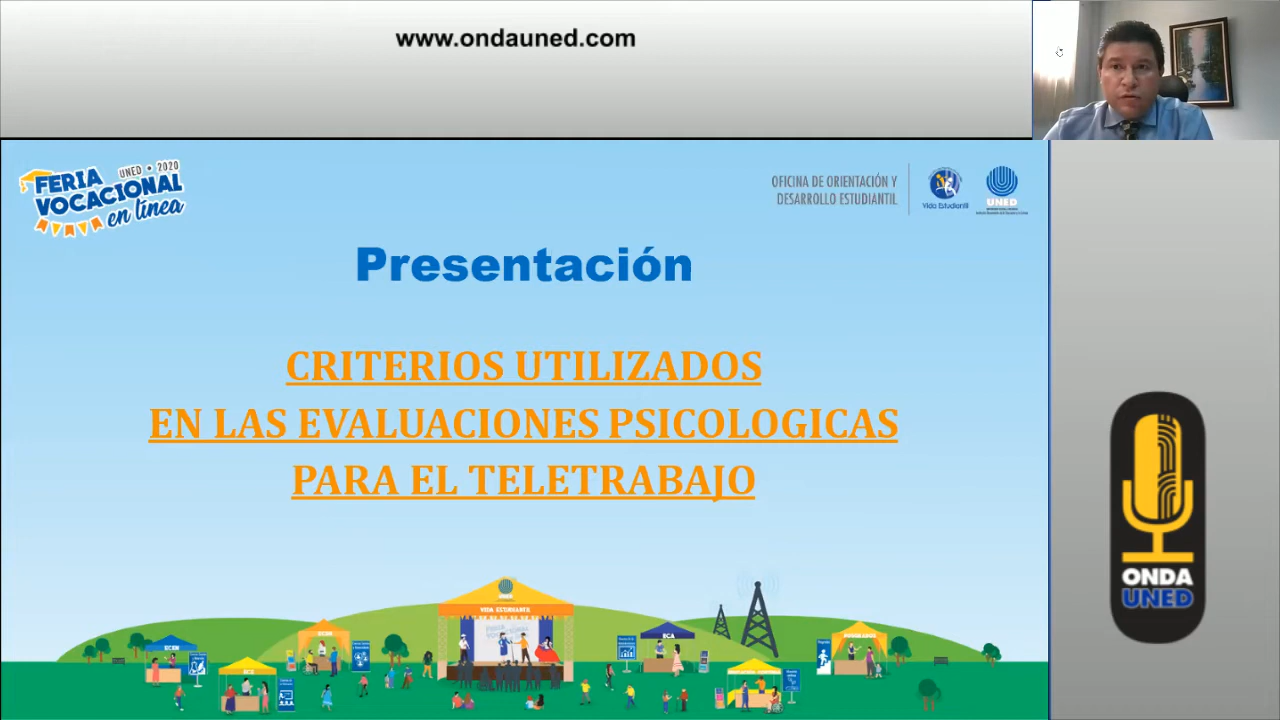 www.ondauned.com
FERIA
UNED • 2020
VOCACIONAL
en línea
OFICINA DE ORIENTACIÓN Y
DESARROLLO ESTUDIANTIL
Vida Estudiantil
UNED
Presentación
CRITERIOS UTILIZADOS
EN LAS EVALUACIONES PSICOLOGICAS
PARA EL TELETRABAJO
VIDA ESTUDIANTIL
ECA
ONDA
UNED